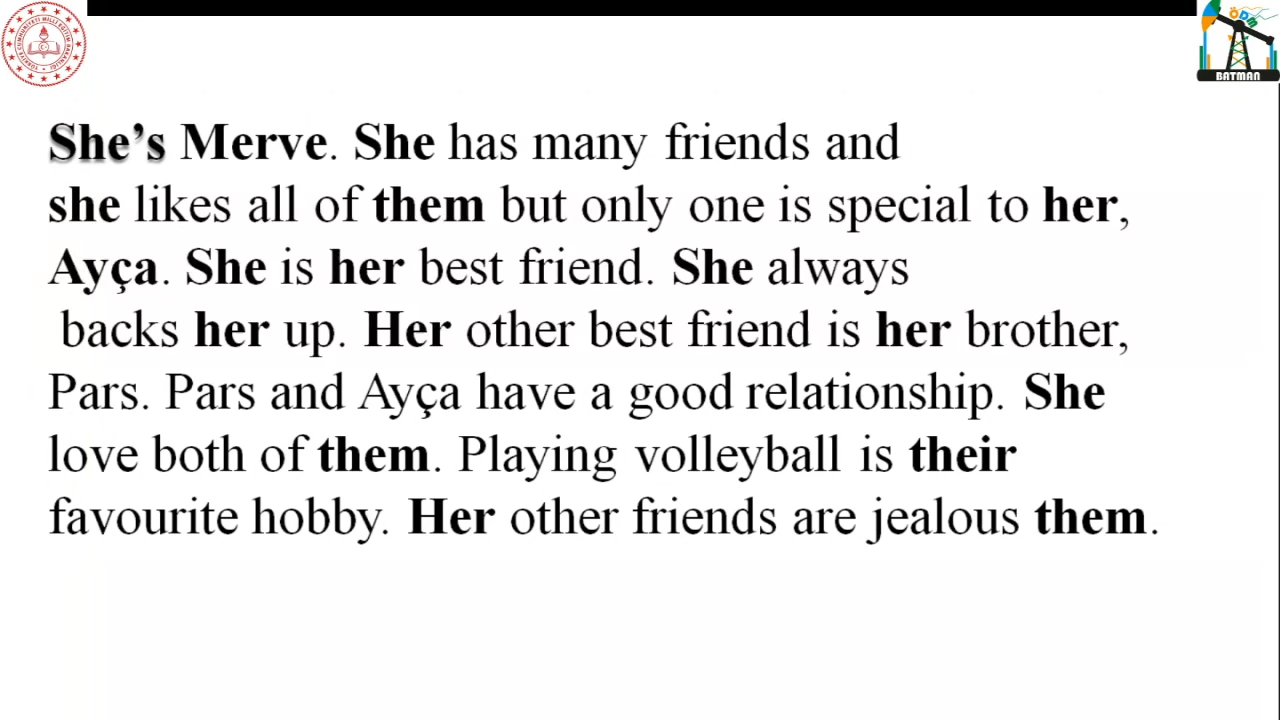 ÖDM
BATMAN
She's Merve. She has many friends and
she likes all of them but only one is special to her,
Ayça. She is her best friend. She always
backs her up. Her other best friend is her brother,
Pars. Pars and Ayça have a good relationship. She
love both of them. Playing volleyball is their
favourite hobby. Her other friends are jealous them.